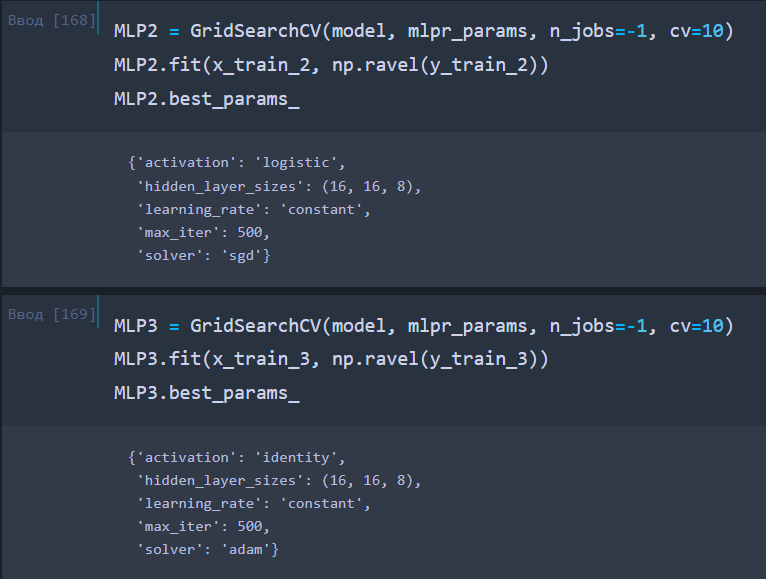 Ввод [168]
MLP2 = GridSearchCV(model, mlpr_params, n_jobs=-1, cv=10)
MLP2.fit(x_train_2, np.ravel(y_train_2))
MLP2.best_params_
{'activation': 'logistic',
'hidden_layer_sizes': (16, 16, 8),
'learning_rate': 'constant',
'max_iter': 500,
'solver': 'sgd'}
Ввод [169]
MLP3 = GridSearchCV(model, mlpr_params, n_jobs=-1, cv=10)
MLP3.fit(x_train_3, np.ravel(y_train_3))
MLP3.best_params_
{'activation': 'identity',
'hidden_layer_sizes': (16, 16, 8),
'learning_rate': 'constant',
'max_iter': 500,
'solver': 'adam'}